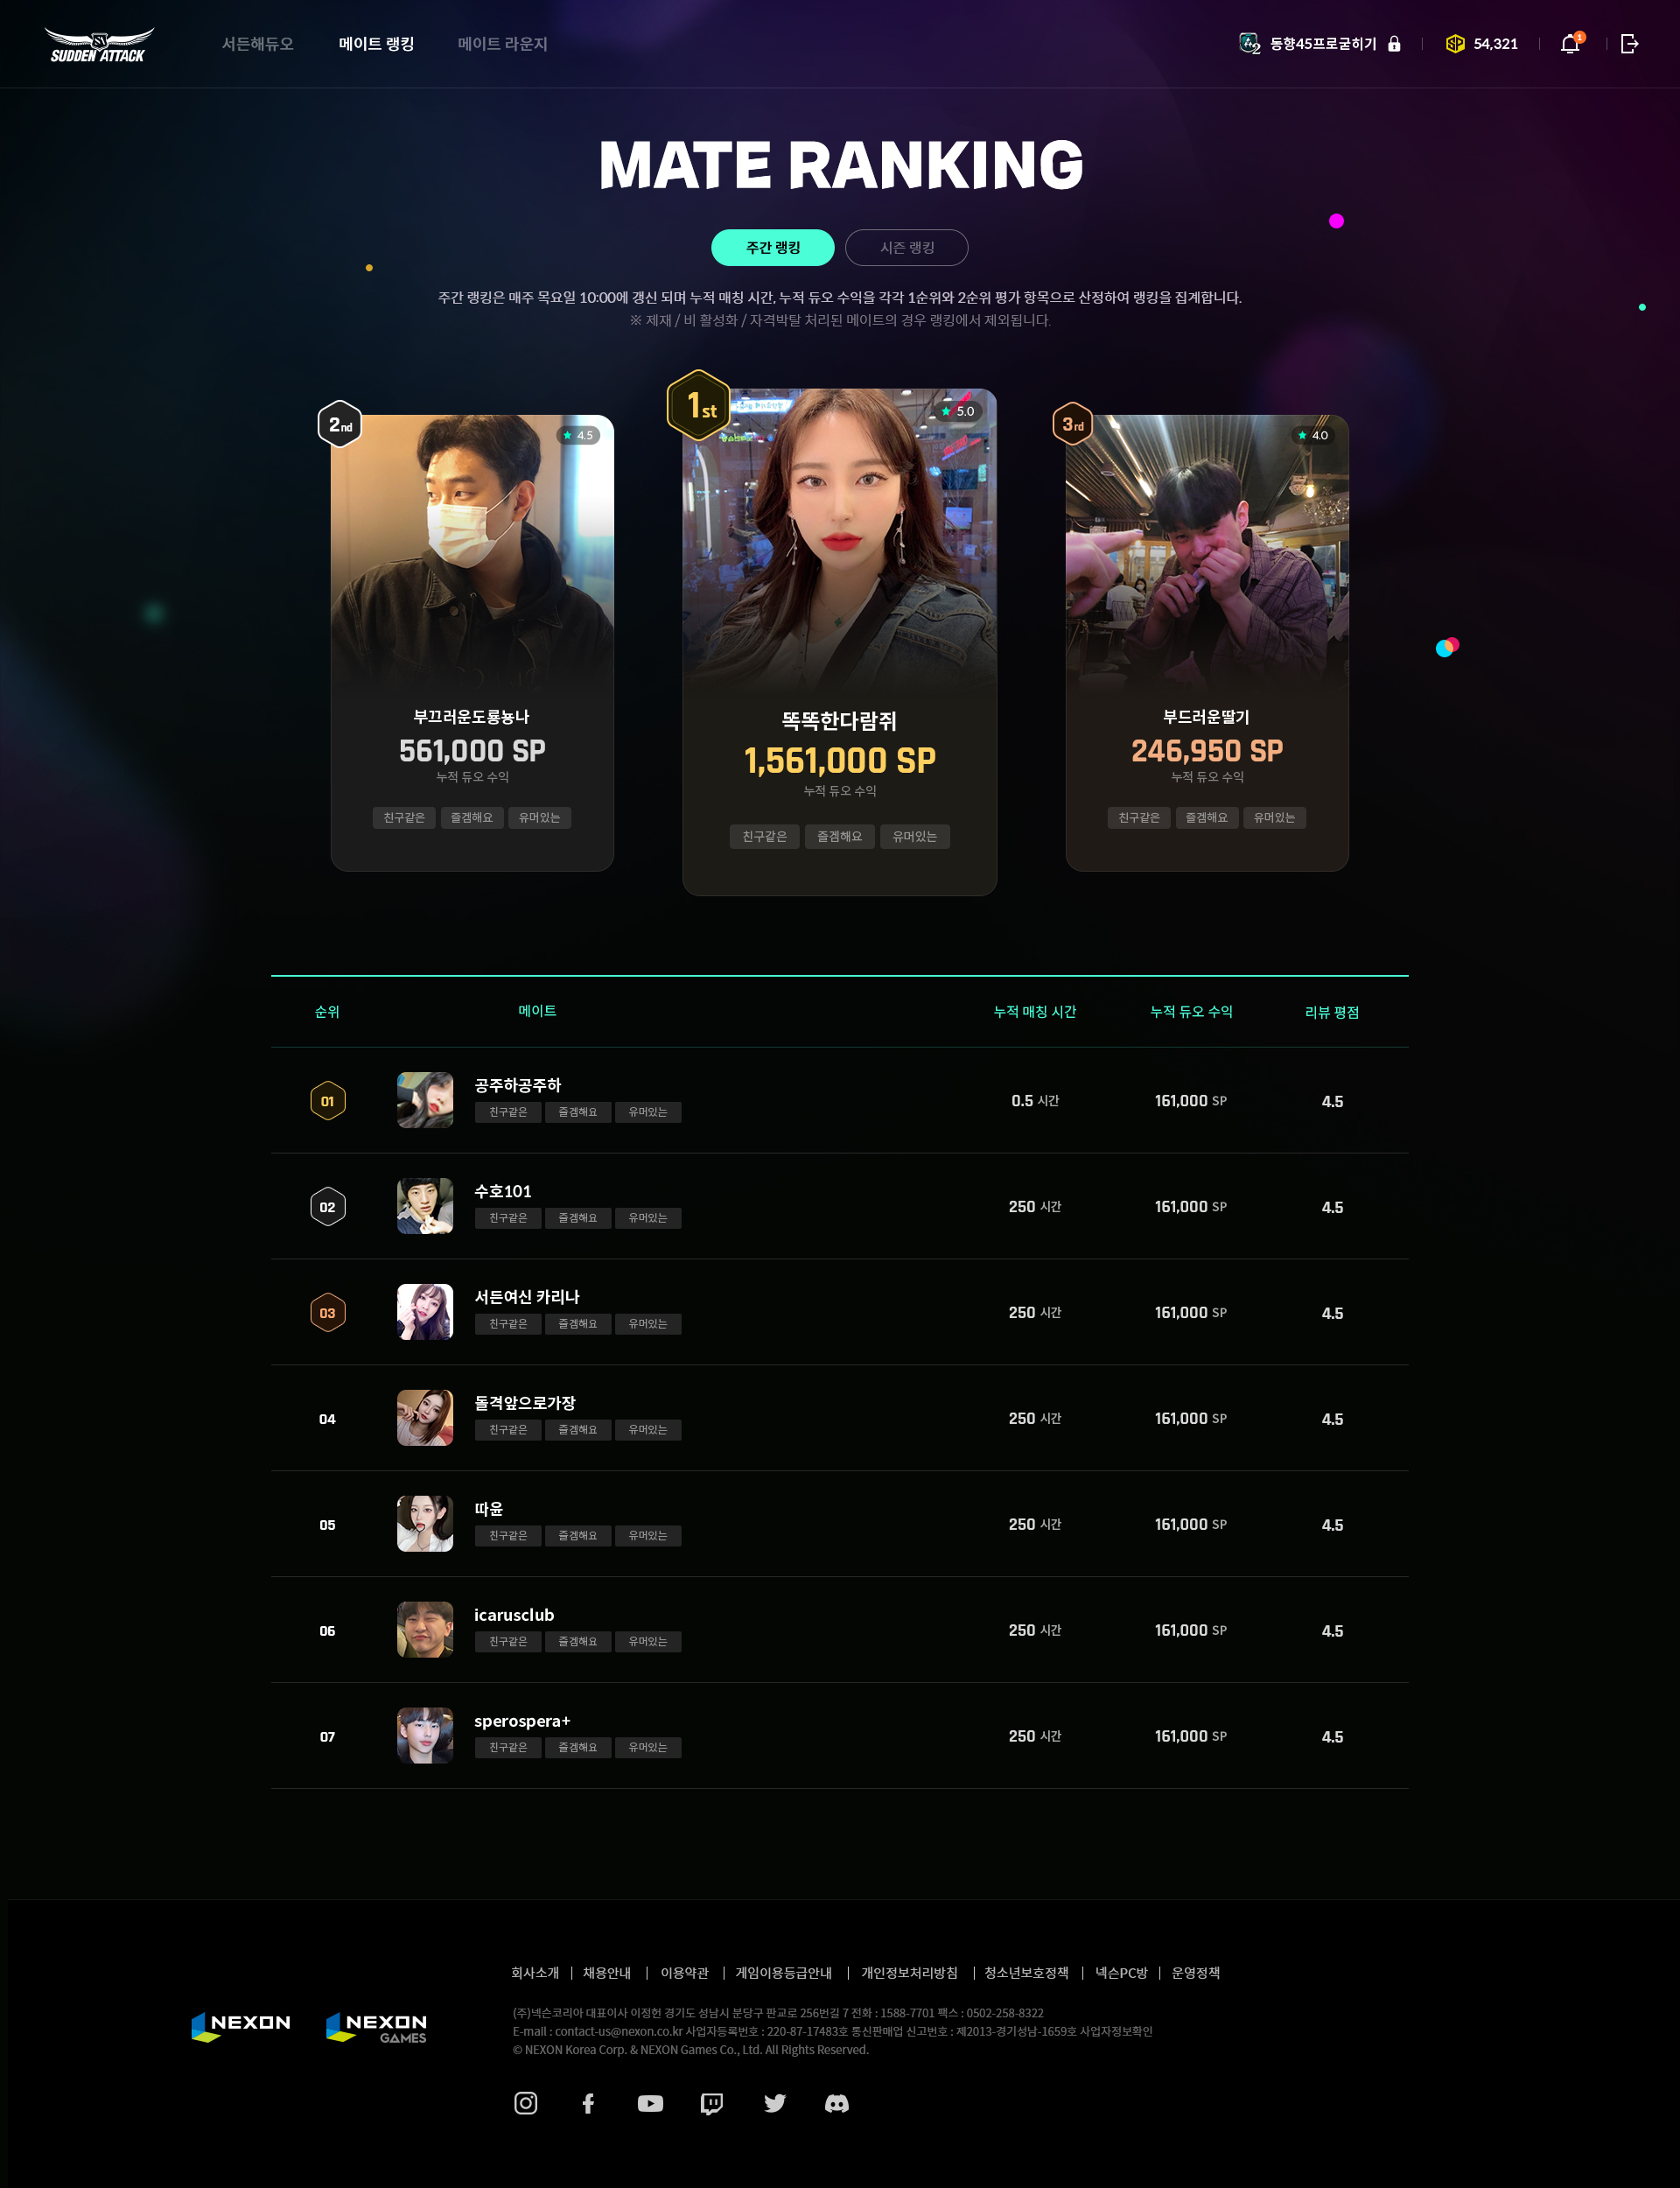 SUDDEN ATTACK
서든해듀오 메이트 랭킹 메이트 라운지
동향45프로굳히기 54,321 1
MATE RANKING
주간 랭킹 시즌 랭킹
주간 랭킹은 매주 목요일 10:00에 갱신 되며 누적 매칭 시간, 누적 듀오 수익을 각각 1순위와 2순위 평가 항목으로 산정하여 랭킹을 집계합니다.
※ 제재 / 비 활성화 / 자격박탈 처리된 메이트의 경우 랭킹에서 제외됩니다.
2nd 4.5
부끄러운도룡뇽나
561,000 SP
누적 듀오 수익
친구같은 즐겜해요 유머있는
1st 5.0
똑똑한다람쥐
1,561,000 SP
누적 듀오 수익
친구같은 즐겜해요 유머있는
3rd 4.0
부드러운딸기
246,950 SP
누적 듀오 수익
친구같은 즐겜해요 유머있는
순위 메이트 누적 매칭 시간 누적 듀오 수익 리뷰 평점
01 공주하공주하 0.5 시간 161,000 SP 4.5
친구같은 즐겜해요 유머있는
02 수호101 250 시간 161,000 SP 4.5
친구같은 즐겜해요 유머있는
03 서든여신 카리나 250 시간 161,000 SP 4.5
친구같은 즐겜해요 유머있는
04 돌격앞으로가장 250 시간 161,000 SP 4.5
친구같은 즐겜해요 유머있는
05 따윤 250 시간 161,000 SP 4.5
친구같은 즐겜해요 유머있는
06 icarusclub 250 시간 161,000 SP 4.5
친구같은 즐겜해요 유머있는
07 sperospera+ 250 시간 161,000 SP 4.5
친구같은 즐겜해요 유머있는
회사소개 | 채용안내 | 이용약관 | 게임이용등급안내 | 개인정보처리방침 | 청소년보호정책 | 넥슨PC방 | 운영정책
NEXON NEXON GAMES
(주)넥슨코리아 대표이사 이정헌 경기도 성남시 분당구 판교로 256번길 7 전화 : 1588-7701 팩스 : 0502-258-8322
E-mail : contact-us@nexon.co.kr 사업자등록번호 : 220-87-17483호 통신판매업 신고번호 : 제2013-경기성남-1659호 사업자정보확인
© NEXON Korea Corp. & NEXON Games Co., Ltd. All Rights Reserved.